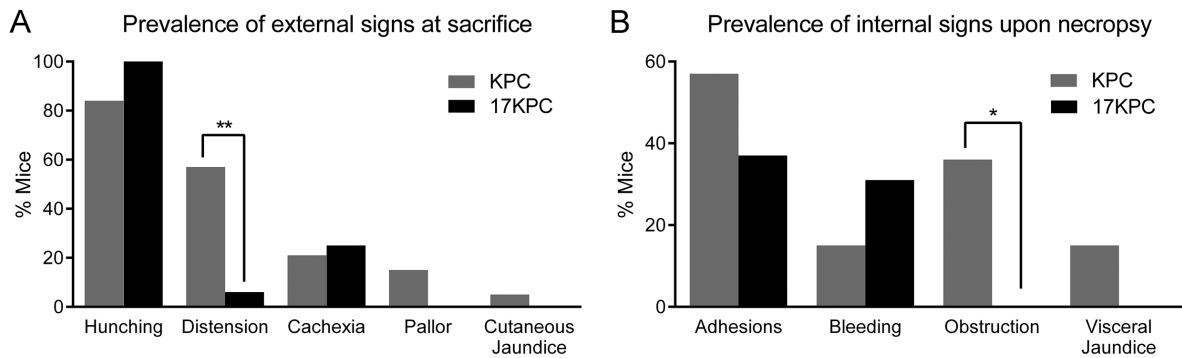 A
Prevalence of external signs at sacrifice
% Mice
100
80
60
40
20
0
KPC
17KPC
**
Hunching
Distension
Cachexia
Pallor
Cutaneous
Jaundice
B
Prevalence of internal signs upon necropsy
% Mice
60
40
20
0
KPC
17KPC
*
Adhesions
Bleeding
Obstruction
Visceral
Jaundice